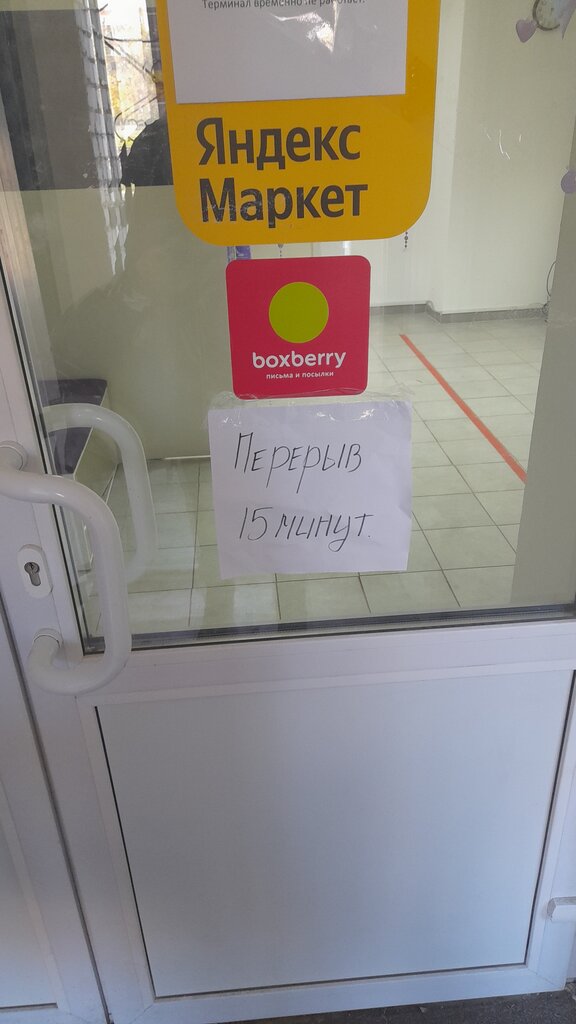 Терминал временно не работает.
Яндекс
Маркет
boxberry
письма и посылки
Перерыв
15 минут.